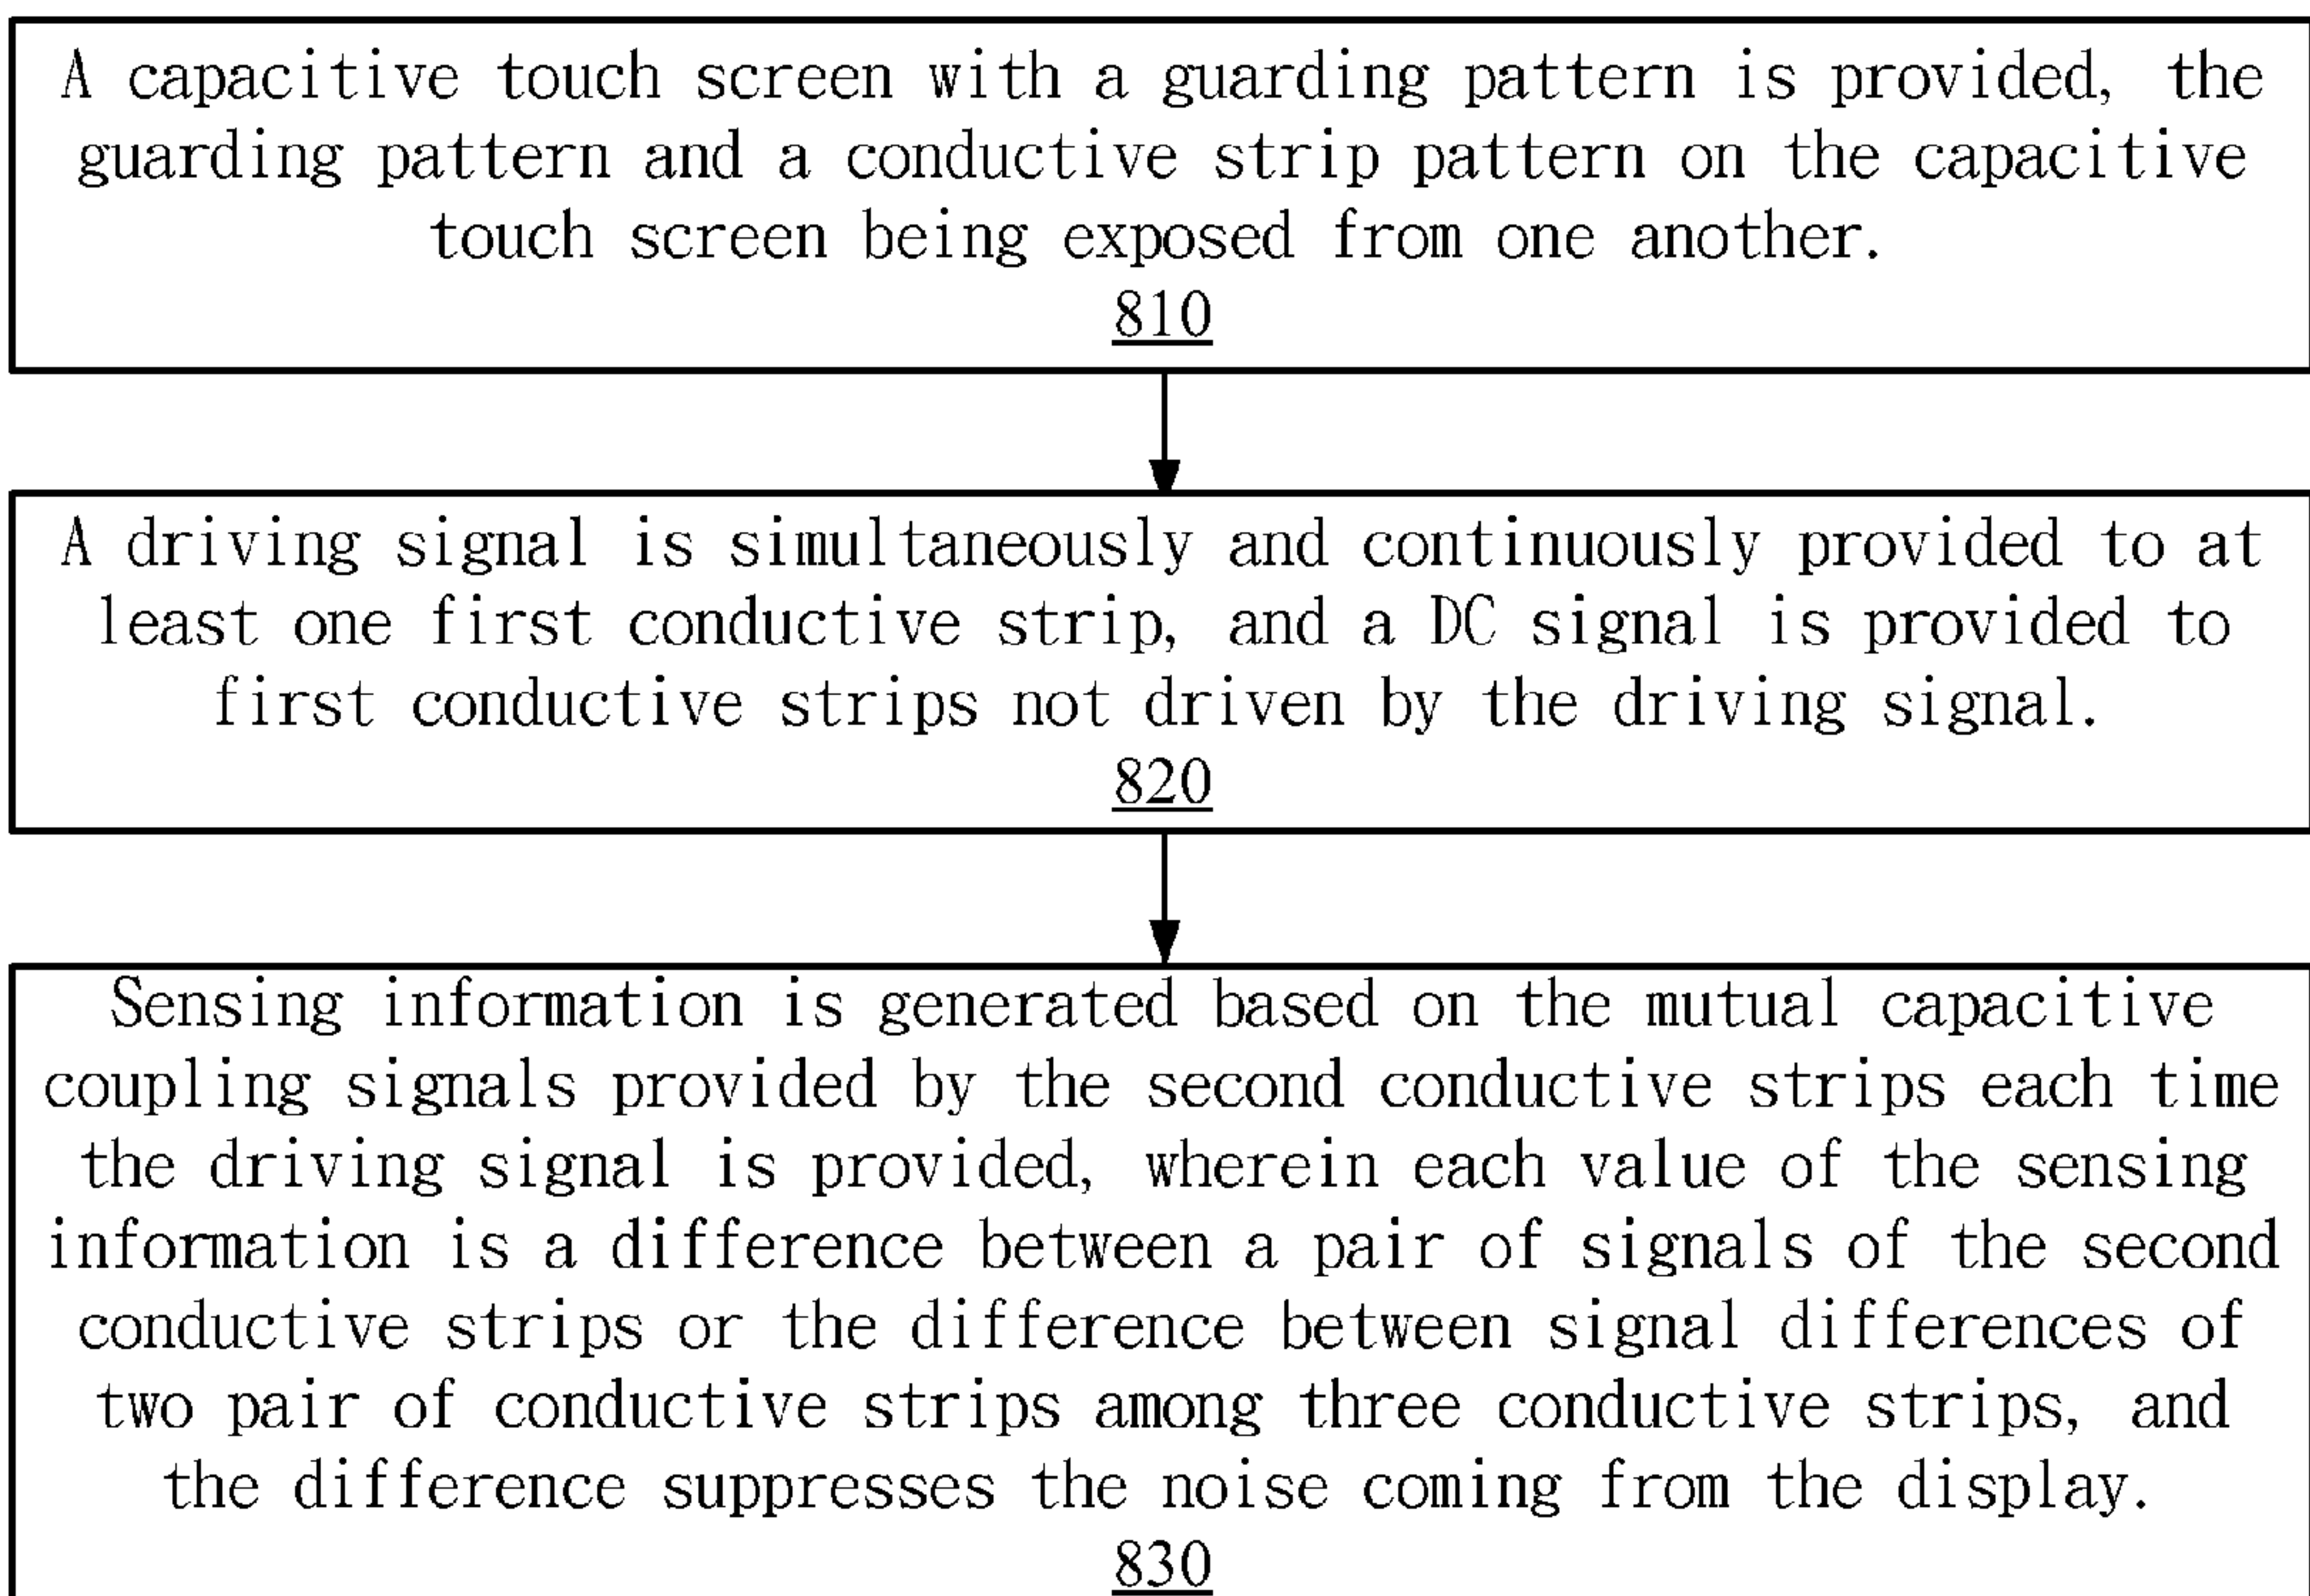 A capacitive touch screen with a guarding pattern is provided, the
guarding pattern and a conductive strip pattern on the capacitive
touch screen being exposed from one another.
810
A driving signal is simultaneously and continuously provided to at
least one first conductive strip, and a DC signal is provided to
first conductive strips not driven by the driving signal.
820
Sensing information is generated based on the mutual capacitive
coupling signals provided by the second conductive strips each time
the driving signal is provided, wherein each value of the sensing
information is a difference between a pair of signals of the second
conductive strips or the difference between signal differences of
two pair of conductive strips among three conductive strips, and
the difference suppresses the noise coming from the display.
830